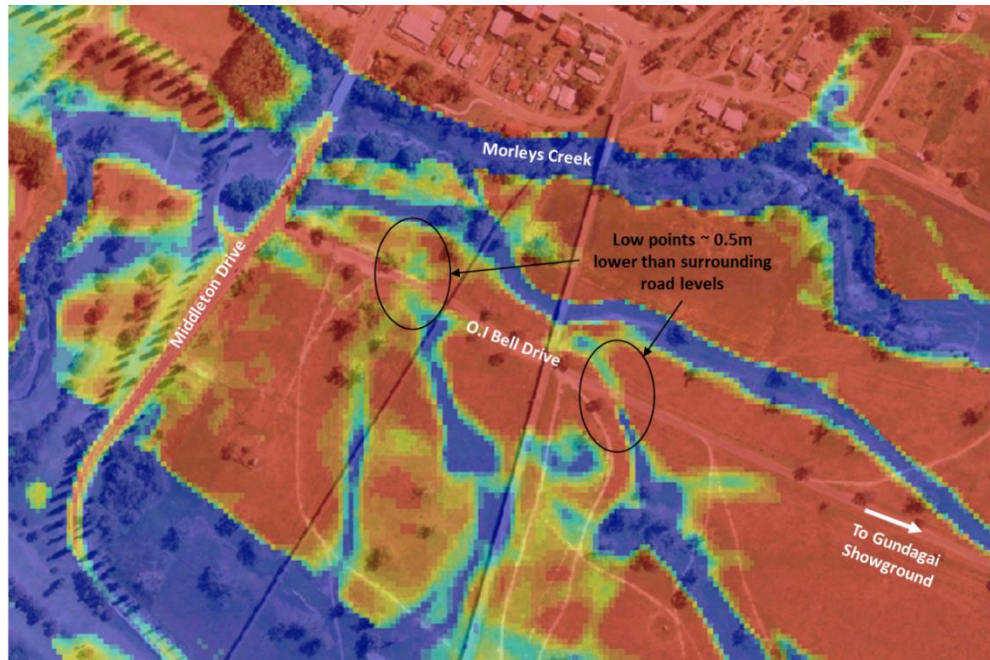 Morleys Creek
Low points ~ 0.5m
lower than surrounding
road levels
Middleton Drive
O.I Bell Drive
To Gundagai
Showground